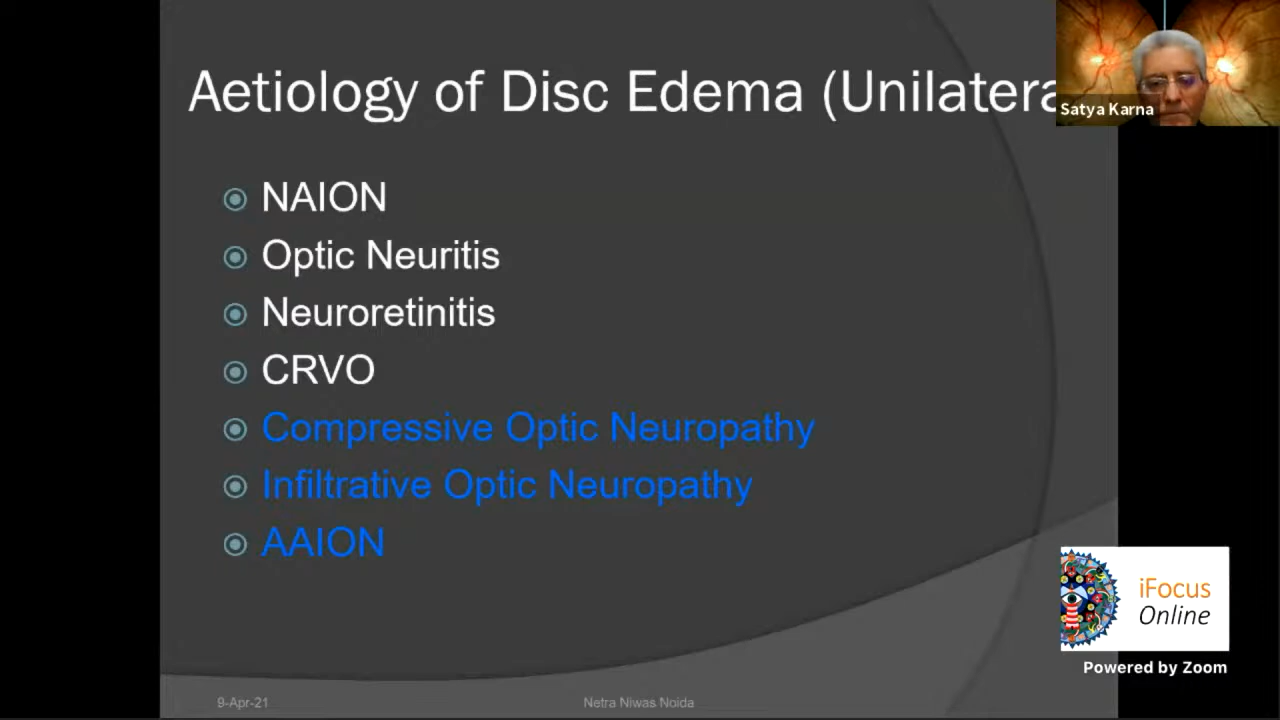 Aetiology of Disc Edema (Unilatera
Satya Karna
NAION
Optic Neuritis
Neuroretinitis
CRVO
Compressive Optic Neuropathy
Infiltrative Optic Neuropathy
AAION
iFocus
Online
Powered by Zoom
9-Apr-21
Netra Niwas Noida